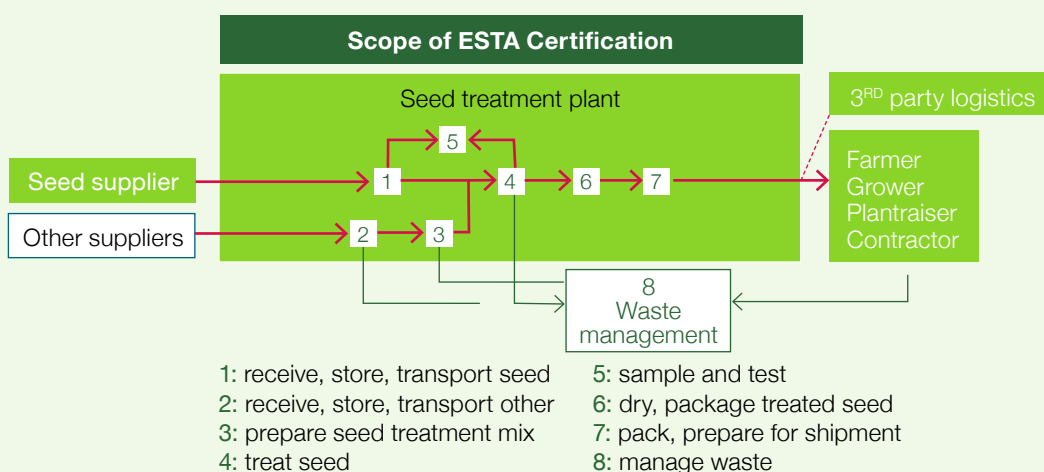 Scope of ESTA Certification
Seed treatment plant
3RD party logistics
5
Seed supplier
1
4
6
7
Farmer
Grower
Plantraiser
Contractor
Other suppliers
2
3
8
Waste
management
1: receive, store, transport seed
2: receive, store, transport other
3: prepare seed treatment mix
4: treat seed
5: sample and test
6: dry, package treated seed
7: pack, prepare for shipment
8: manage waste